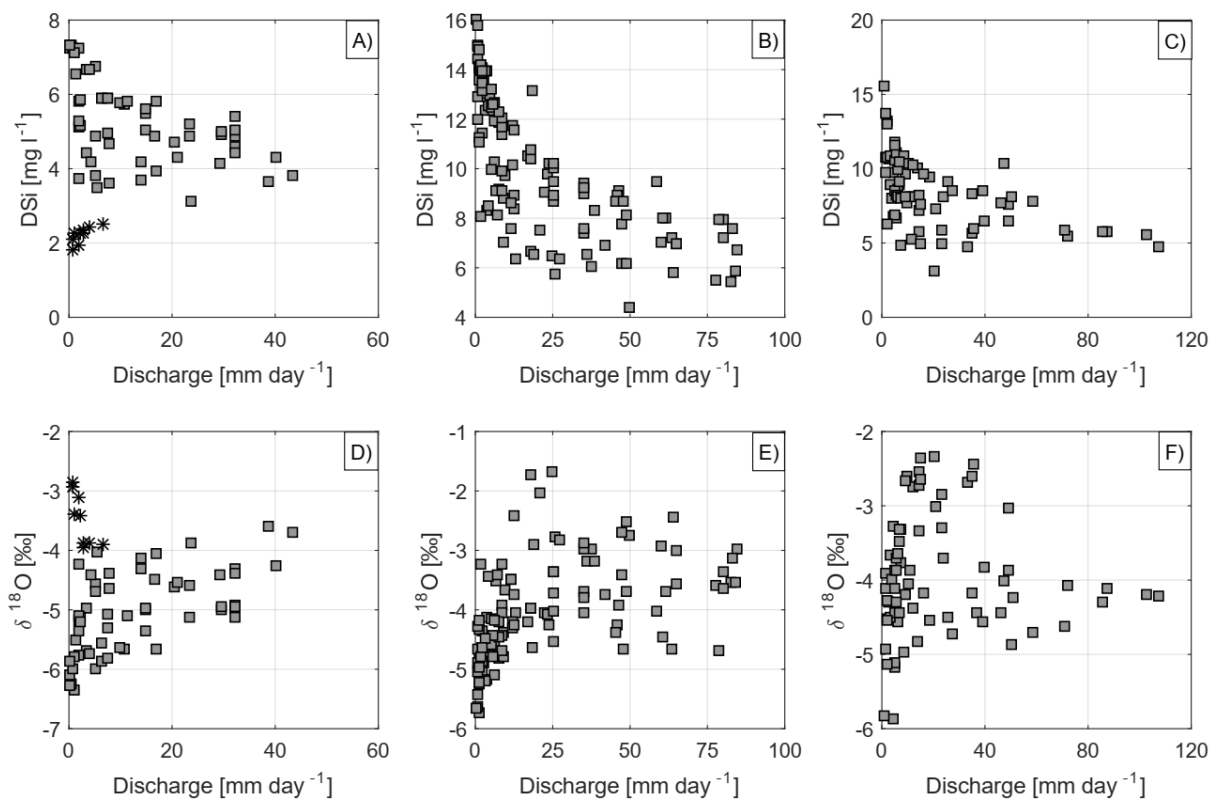 A)
DSi [mg l⁻¹]
8
6
4
2
0
0 20 40 60
Discharge [mm day ⁻¹]
B)
DSi [mg l⁻¹]
16
14
12
10
8
6
4
0 25 50 75 100
Discharge [mm day ⁻¹]
C)
DSi [mg l⁻¹]
20
15
10
5
0
0 20 40 60 80 120
Discharge [mm day ⁻¹]
D)
δ ¹⁸O [‰]
-2
-3
-4
-5
-6
-7
0 20 40 60
Discharge [mm day ⁻¹]
E)
δ ¹⁸O [‰]
-1
-2
-3
-4
-5
-6
0 25 50 75 100
Discharge [mm day ⁻¹]
F)
δ ¹⁸O [‰]
-2
-3
-4
-5
-6
0 20 40 60 80 120
Discharge [mm day ⁻¹]